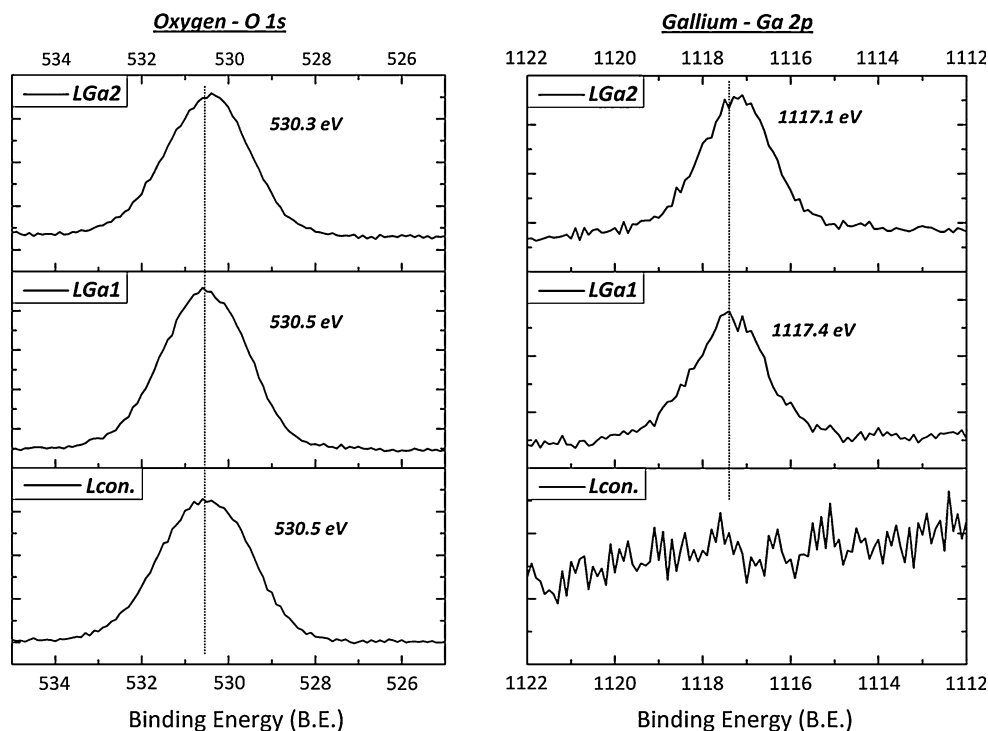 Oxygen - O 1s
534 532 530 528 526
LGa2
530.3 eV
LGa1
530.5 eV
Lcon.
530.5 eV
534 532 530 528 526
Binding Energy (B.E.)
Gallium - Ga 2p
1122 1120 1118 1116 1114 1112
LGa2
1117.1 eV
LGa1
1117.4 eV
Lcon.
1122 1120 1118 1116 1114 1112
Binding Energy (B.E.)